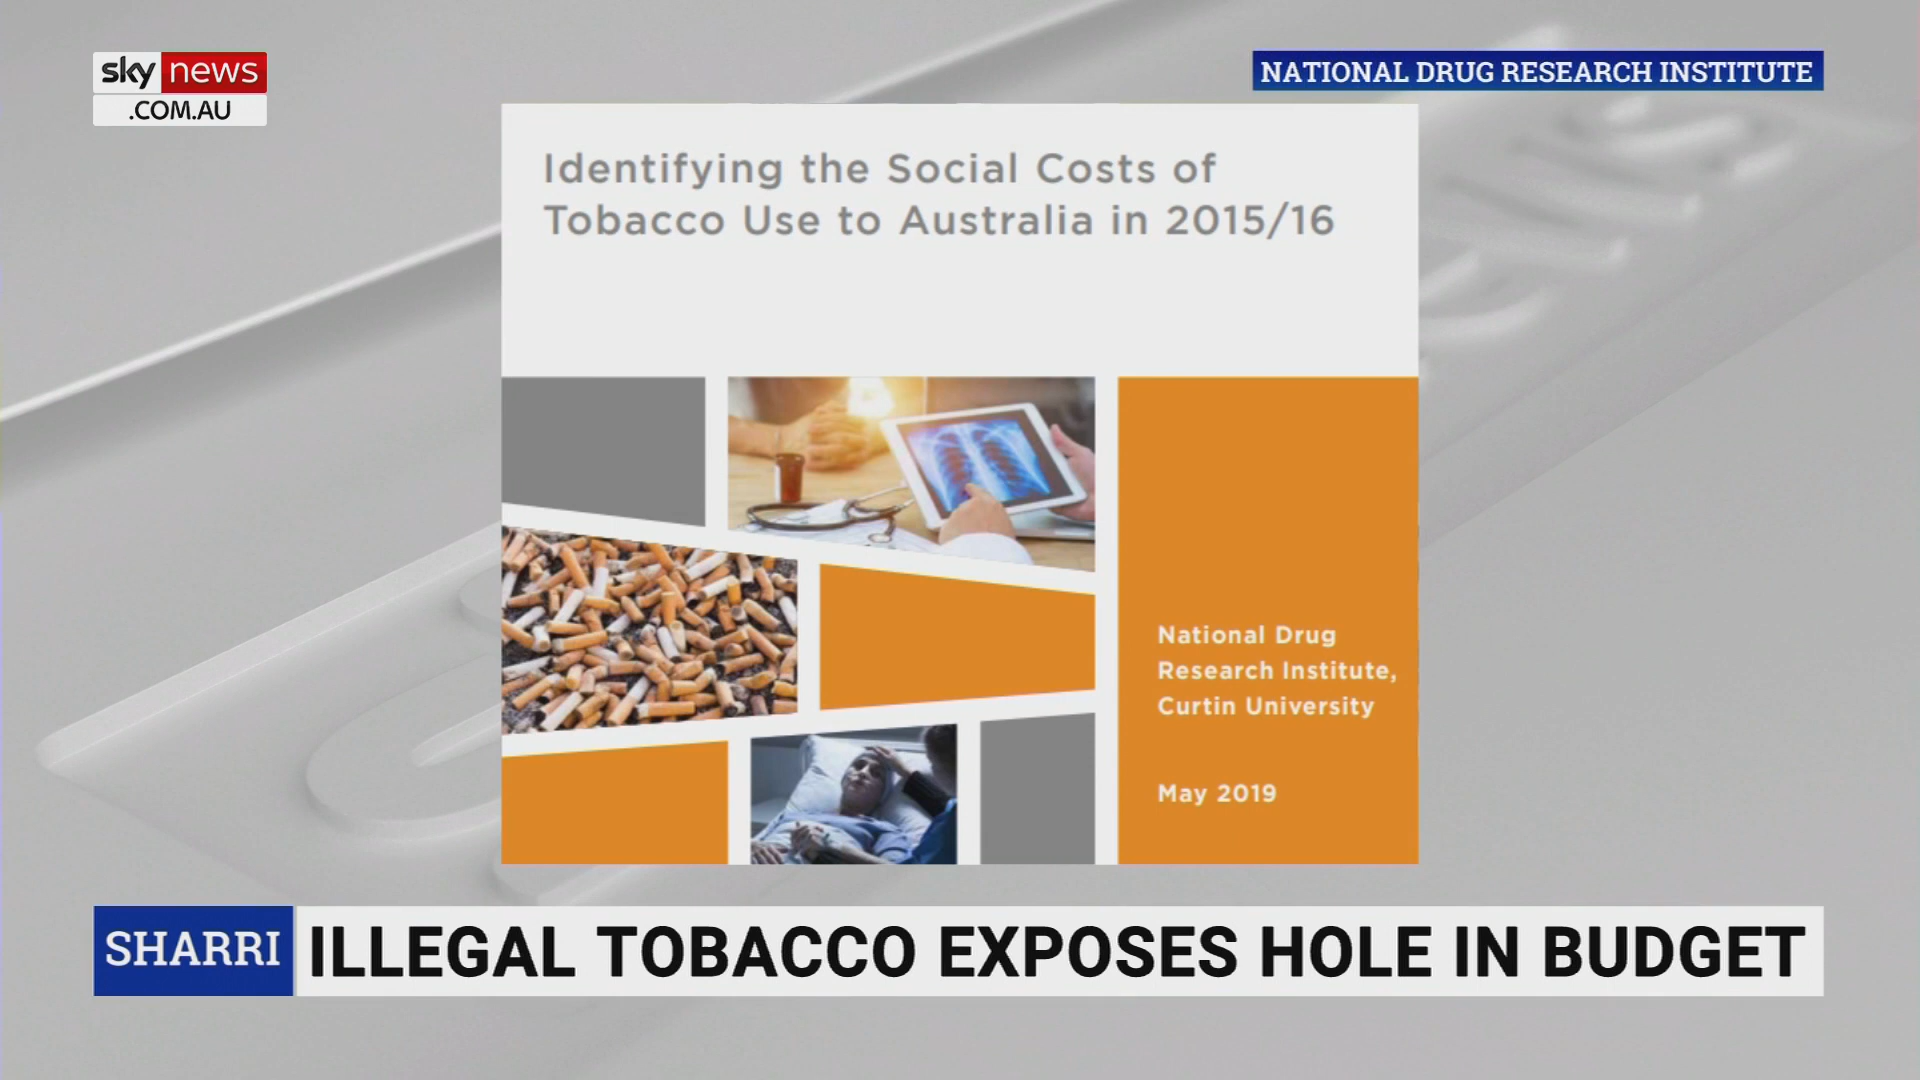 sky news
.COM.AU
NATIONAL DRUG RESEARCH INSTITUTE
Identifying the Social Costs of
Tobacco Use to Australia in 2015/16
National Drug
Research Institute,
Curtin University
May 2019
SHARRI
ILLEGAL TOBACCO EXPOSES HOLE IN BUDGET